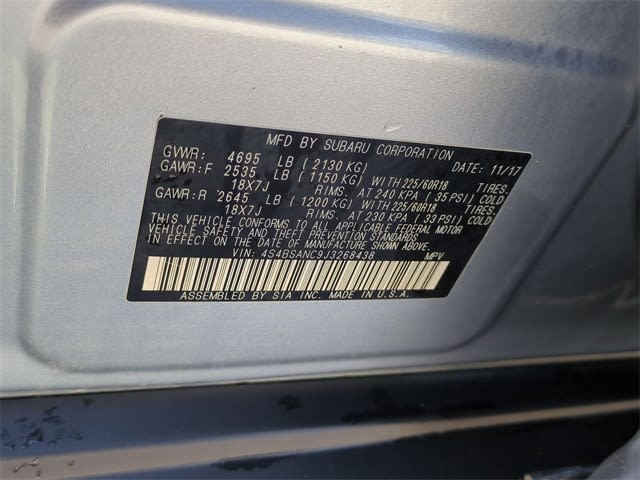 MFD BY SUBARU CORPORATION
GVWR: 4695 LB (2130 KG) DATE: 11/17
GAWR:F 2535 LB (1150 KG) WITH 225/60R18 TIRES.
18X7J RIMS. AT 240 KPA (35 PSI) COLD
GAWR:R 2645 LB (1200 KG) WITH 225/60R18 TIRES.
18X7J RIMS. AT 230 KPA (33 PSI) COLD
THIS VEHICLE CONFORMS TO ALL APPLICABLE FEDERAL MOTOR
VEHICLE SAFETY AND THEFT PREVENTION STANDARDS
IN EFFECT ON THE DATE OF MANUFACTURE SHOWN ABOVE.
VIN: 4S4BSANC9J3268438 MPV
ASSEMBLED BY SIA INC. MADE IN U.S.A.